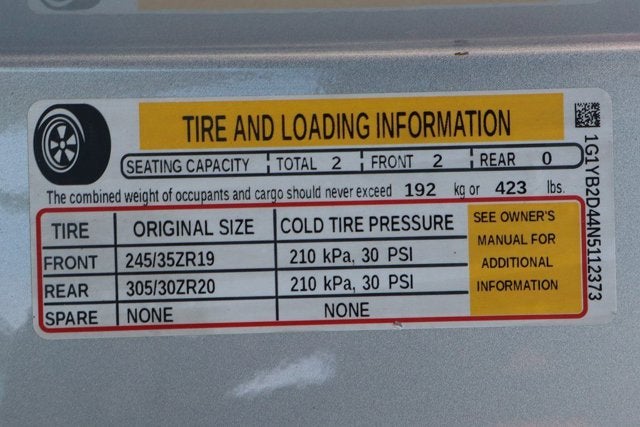 TIRE AND LOADING INFORMATION
SEATING CAPACITY TOTAL 2 FRONT 2 REAR 0
The combined weight of occupants and cargo should never exceed 192 kg or 423 lbs.
TIRE ORIGINAL SIZE COLD TIRE PRESSURE
FRONT 245/35ZR19 210 kPa, 30 PSI
REAR 305/30ZR20 210 kPa, 30 PSI
SPARE NONE NONE
SEE OWNER'S
MANUAL FOR
ADDITIONAL
INFORMATION
1G1YB2D44N5112373